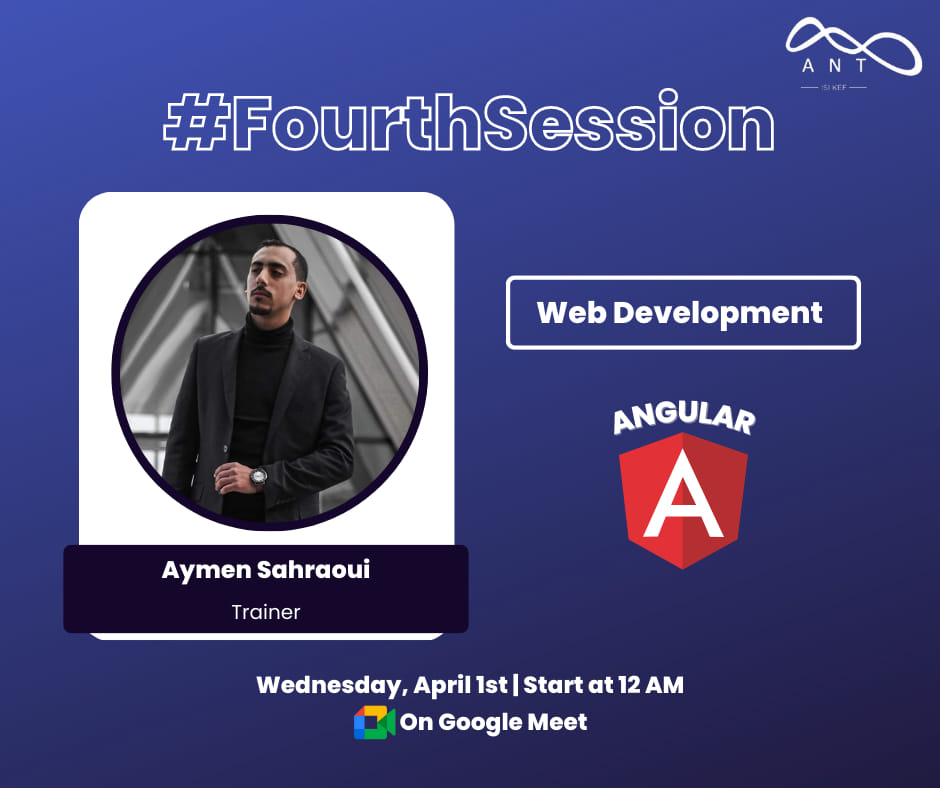 ANT
ISI KEF
#FourthSession
Web Development
ANGULAR
A
Aymen Sahraoui
Trainer
Wednesday, April 1st | Start at 12 AM
On Google Meet